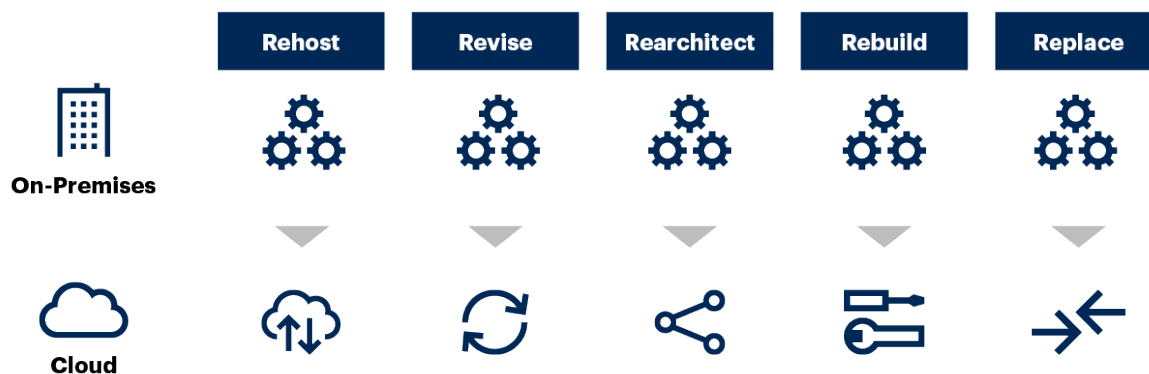 Rehost
Revise
Rearchitect
Rebuild
Replace
On-Premises
Cloud